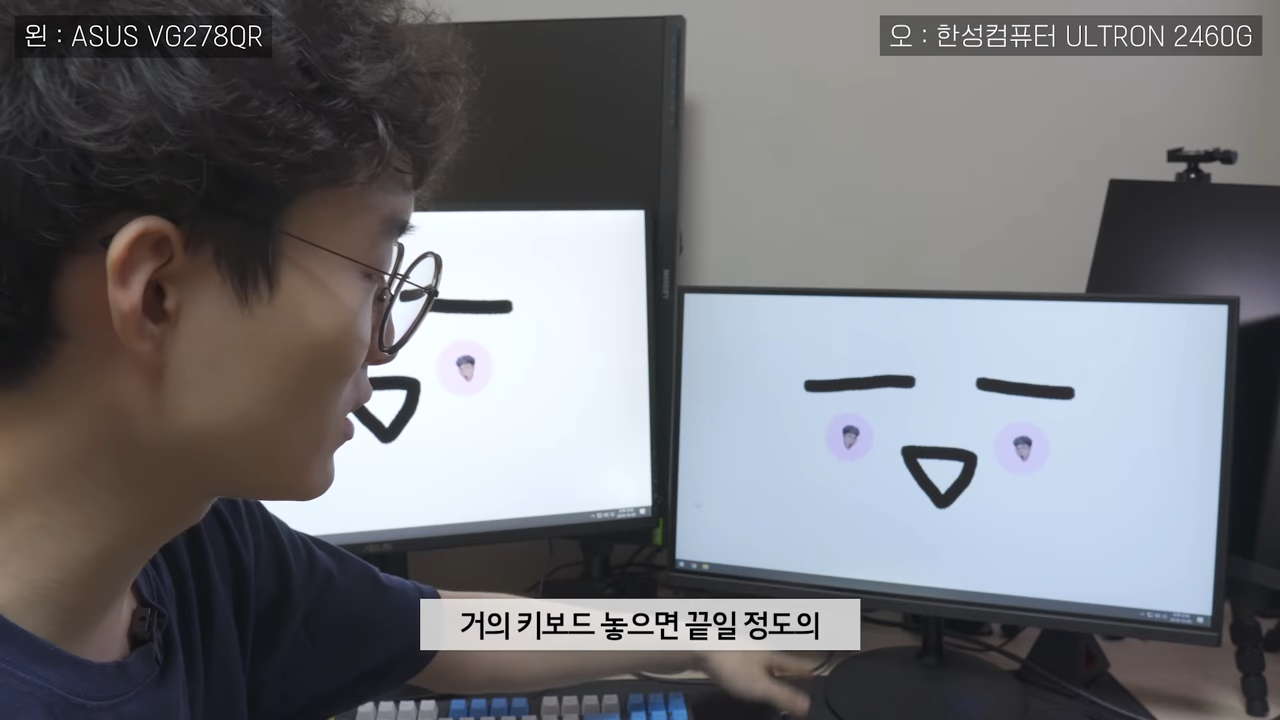 왼 : ASUS VG278QR
오 : 한성컴퓨터 ULTRON 2460G
거의 키보드 놓으면 끝일 정도의